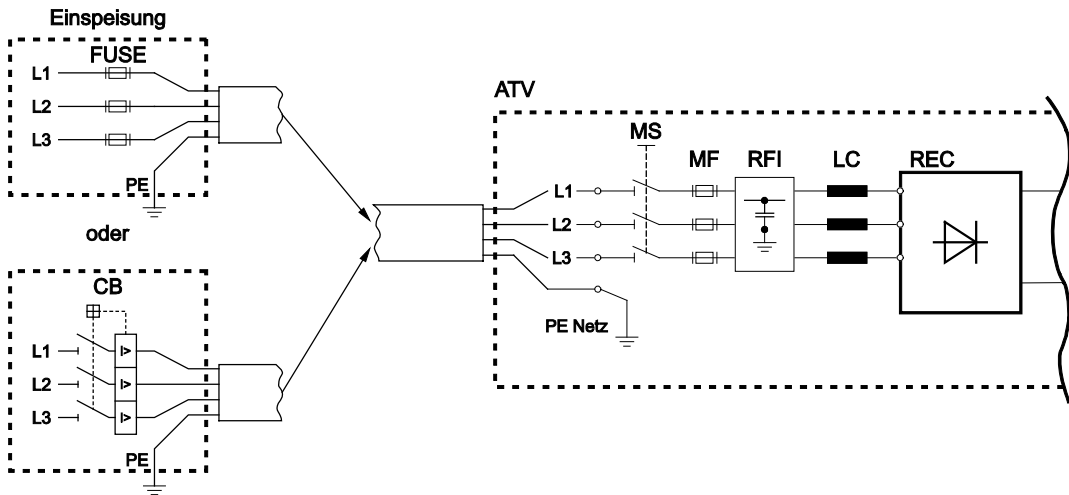 Einspeisung
FUSE
L1
L2
L3
PE
oder
CB
L1
I>
L2
I>
L3
I>
PE
ATV
MS
MF
RFI
LC
REC
L1
L2
L3
PE Netz